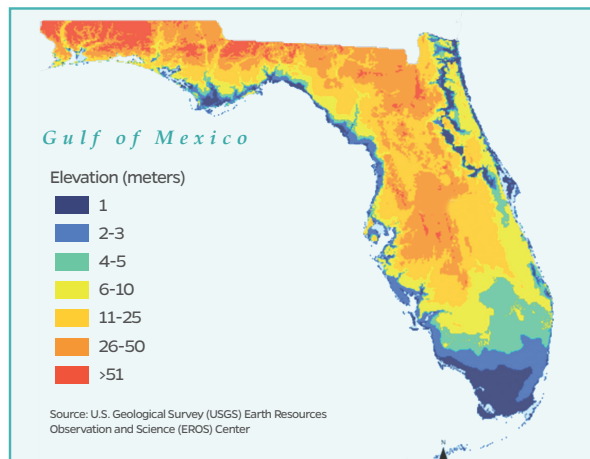 Gulf of Mexico
Elevation (meters)
1
2-3
4-5
6-10
11-25
26-50
>51
Source: U.S. Geological Survey (USGS) Earth Resources
Observation and Science (EROS) Center
N